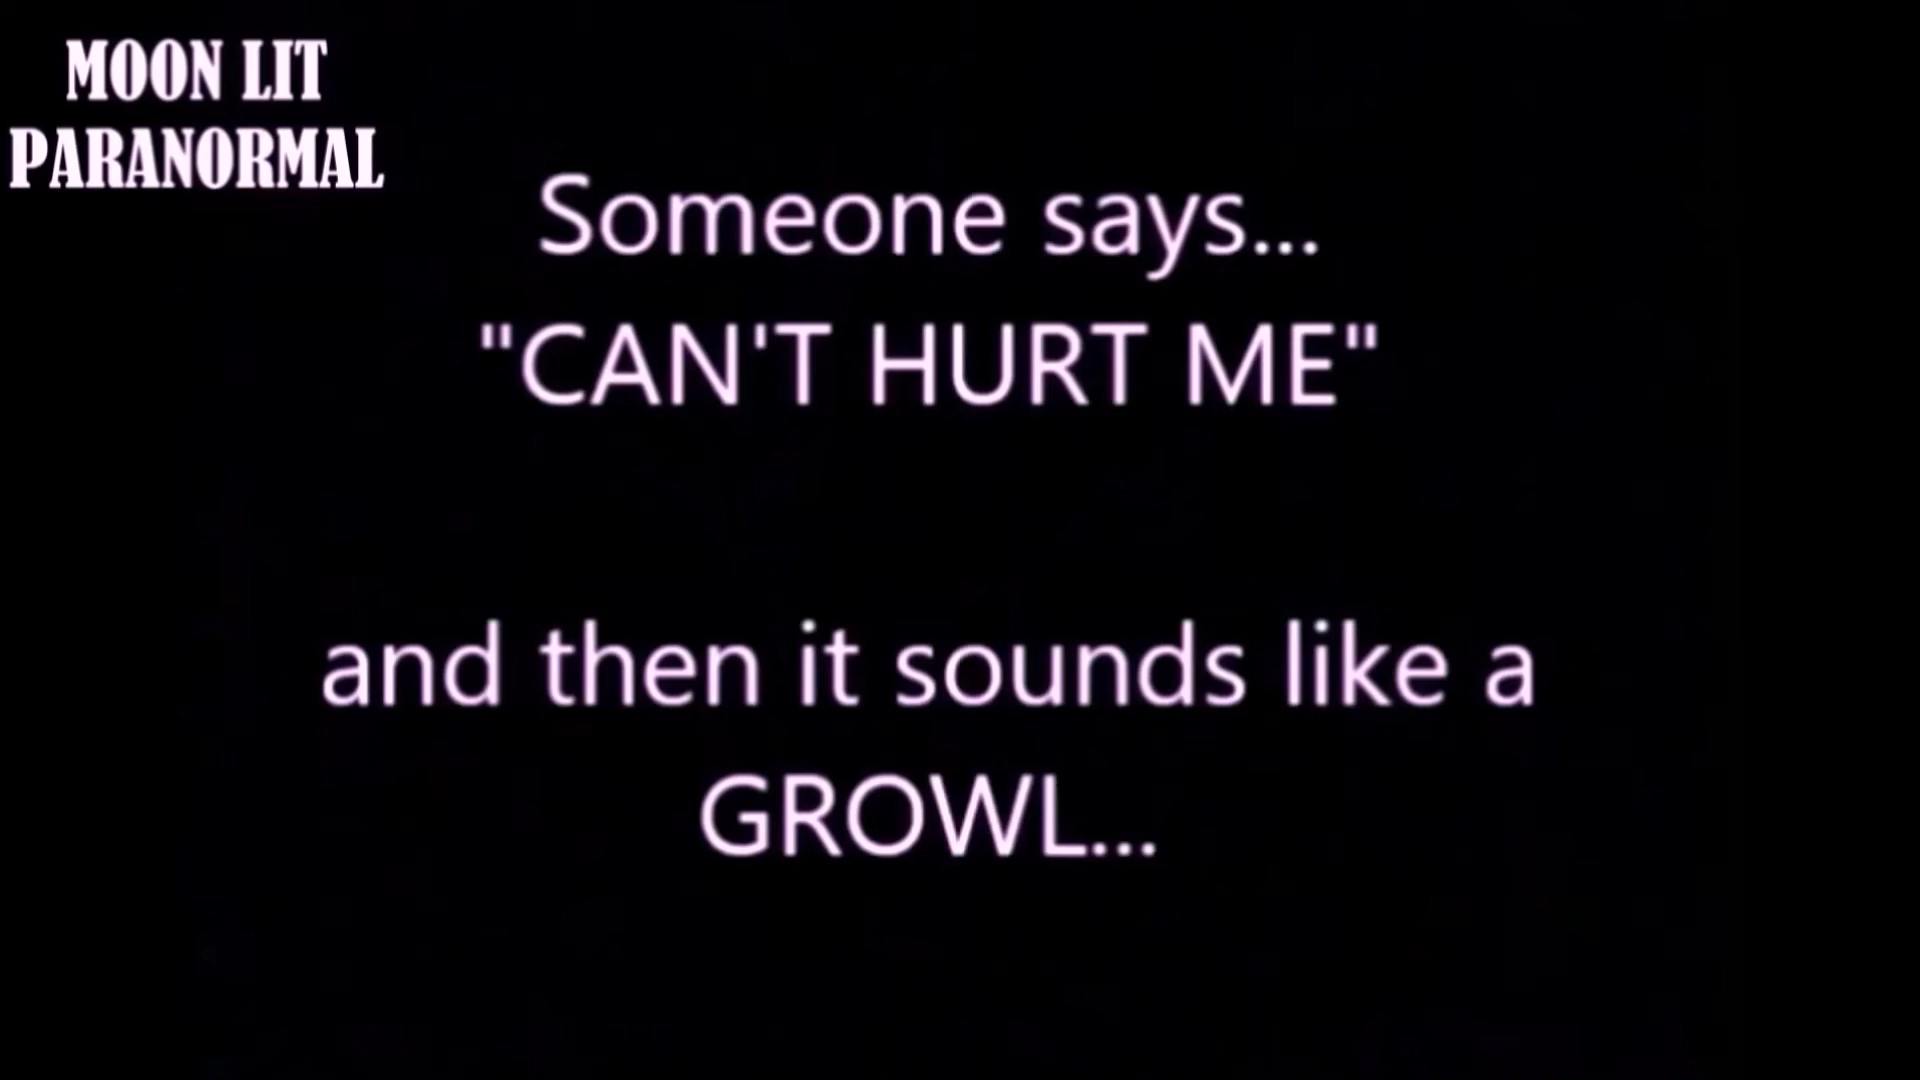 MOON LIT
PARANORMAL
Someone says...
"CAN'T HURT ME"
and then it sounds like a
GROWL...